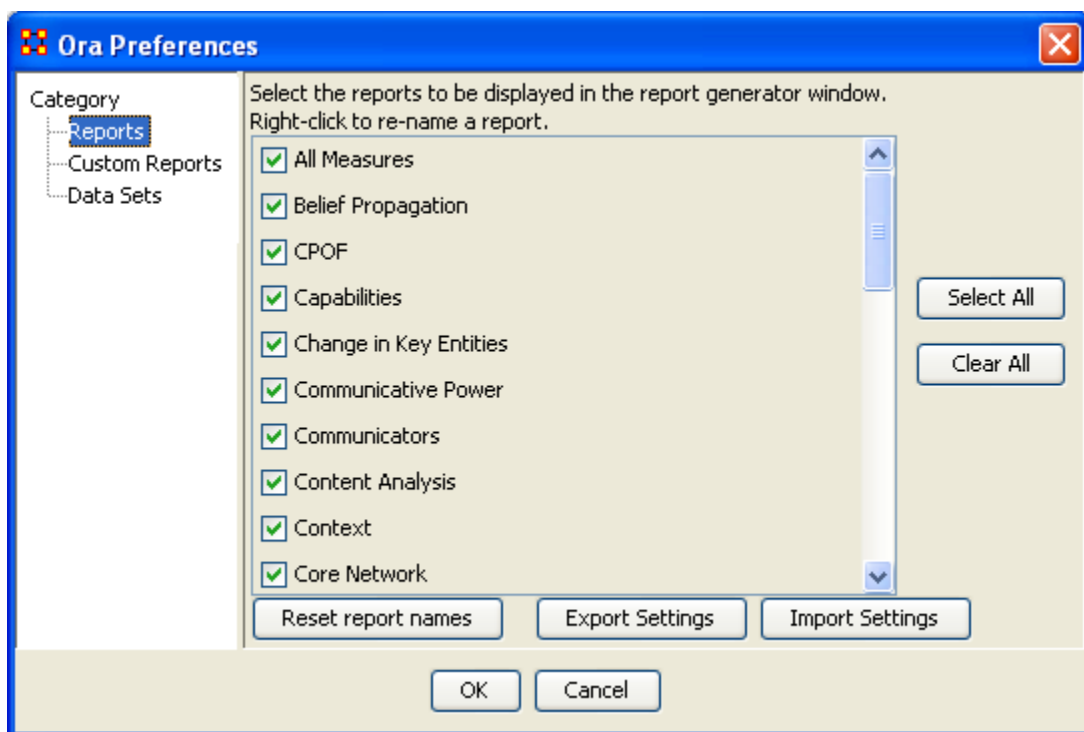 Ora Preferences
Category
Reports
Custom Reports
Data Sets
Select the reports to be displayed in the report generator window.
Right-click to re-name a report.
All Measures
Belief Propagation
CPOF
Capabilities
Change in Key Entities
Communicative Power
Communicators
Content Analysis
Context
Core Network
Select All
Clear All
Reset report names
Export Settings
Import Settings
OK
Cancel